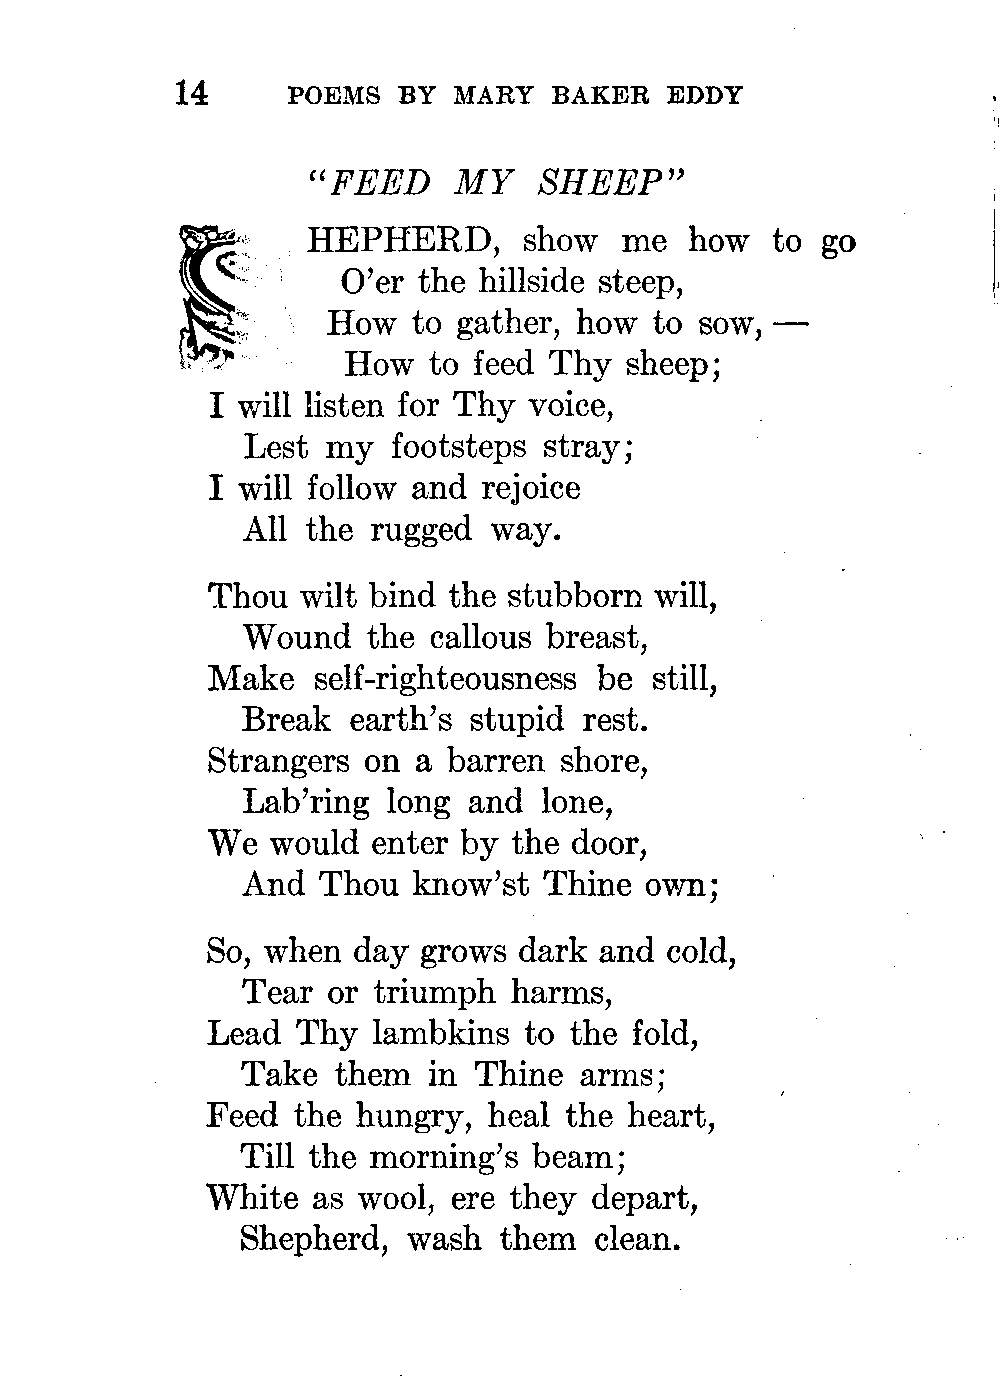 14 POEMS BY MARY BAKER EDDY
"FEED MY SHEEP"
SHEPHERD, show me how to go
O'er the hillside steep,
How to gather, how to sow, —
How to feed Thy sheep;
I will listen for Thy voice,
Lest my footsteps stray;
I will follow and rejoice
All the rugged way.
Thou wilt bind the stubborn will,
Wound the callous breast,
Make self-righteousness be still,
Break earth's stupid rest.
Strangers on a barren shore,
Lab'ring long and lone,
We would enter by the door,
And Thou know'st Thine own;
So, when day grows dark and cold,
Tear or triumph harms,
Lead Thy lambkins to the fold,
Take them in Thine arms;
Feed the hungry, heal the heart,
Till the morning's beam;
White as wool, ere they depart,
Shepherd, wash them clean.